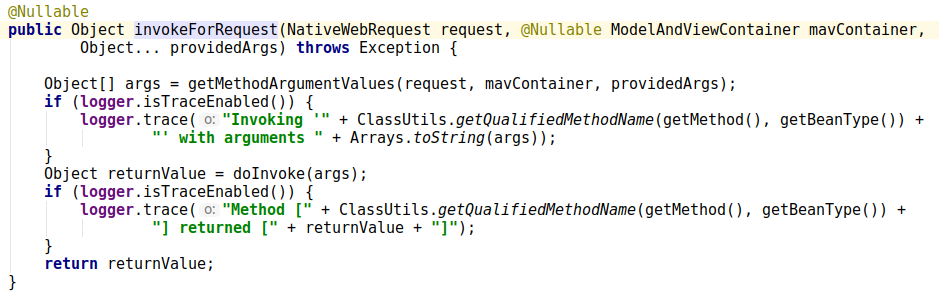 @Nullable
public Object invokeForRequest(NativeWebRequest request, @Nullable ModelAndViewContainer mavContainer,
        Object... providedArgs) throws Exception {

    Object[] args = getMethodArgumentValues(request, mavContainer, providedArgs);
    if (logger.isTraceEnabled()) {
        logger.trace( o: "Invoking '" + ClassUtils.getQualifiedMethodName(getMethod(), getBeanType()) +
                "' with arguments " + Arrays.toString(args));
    }
    Object returnValue = doInvoke(args);
    if (logger.isTraceEnabled()) {
        logger.trace( o: "Method [" + ClassUtils.getQualifiedMethodName(getMethod(), getBeanType()) +
                "] returned [" + returnValue + "]");
    }
    return returnValue;
}